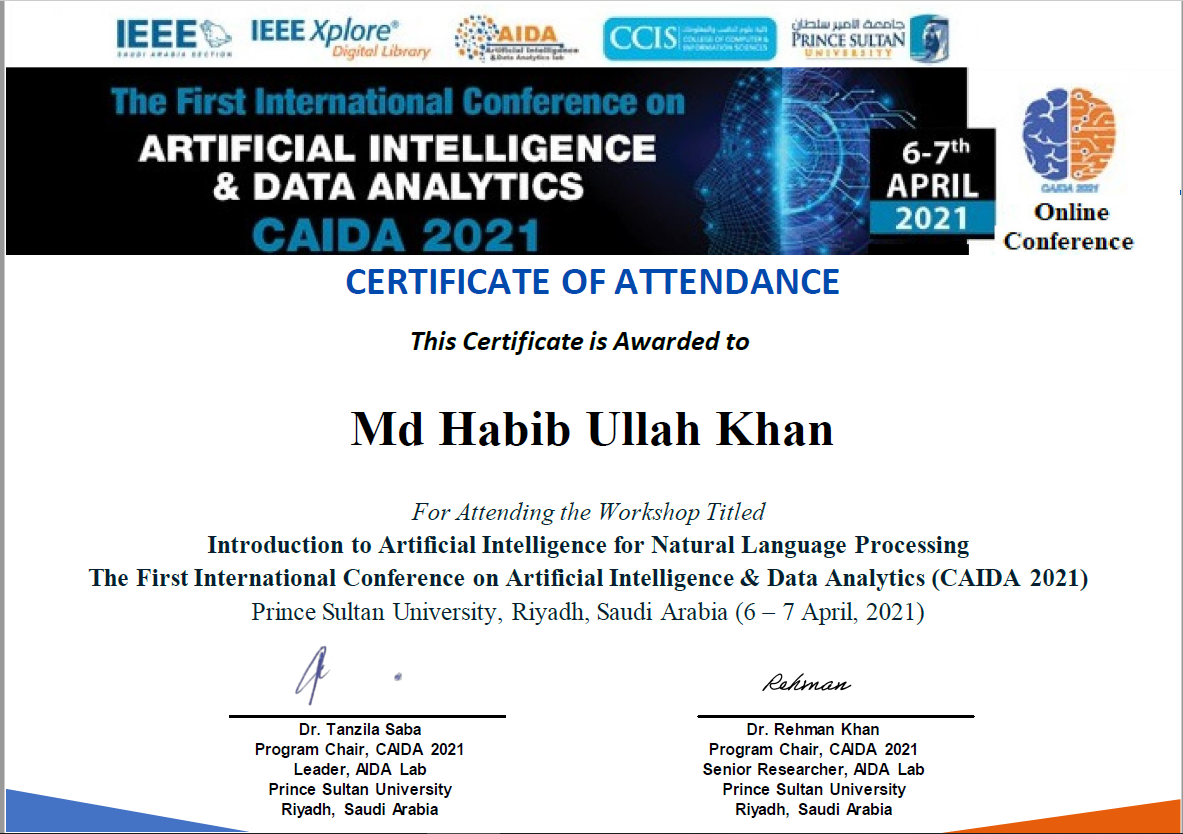 IEEE
SAUDI ARABIA SECTION
IEEE Xplore®
Digital Library
AIDA
Artificial Intelligence
& Data Analytics lab
CCIS
كلية علوم الحاسب والمعلومات
COLLEGE OF COMPUTER &
INFORMATION SCIENCES
جامعة الأمير سلطان
PRINCE SULTAN
UNIVERSITY
The First International Conference on
ARTIFICIAL INTELLIGENCE
& DATA ANALYTICS
CAIDA 2021
6-7th
APRIL
2021
CAIDA 2021
Online
Conference
CERTIFICATE OF ATTENDANCE
This Certificate is Awarded to
Md Habib Ullah Khan
For Attending the Workshop Titled
Introduction to Artificial Intelligence for Natural Language Processing
The First International Conference on Artificial Intelligence & Data Analytics (CAIDA 2021)
Prince Sultan University, Riyadh, Saudi Arabia (6 – 7 April, 2021)
Rehman
Dr. Tanzila Saba
Program Chair, CAIDA 2021
Leader, AIDA Lab
Prince Sultan University
Riyadh, Saudi Arabia
Dr. Rehman Khan
Program Chair, CAIDA 2021
Senior Researcher, AIDA Lab
Prince Sultan University
Riyadh, Saudi Arabia